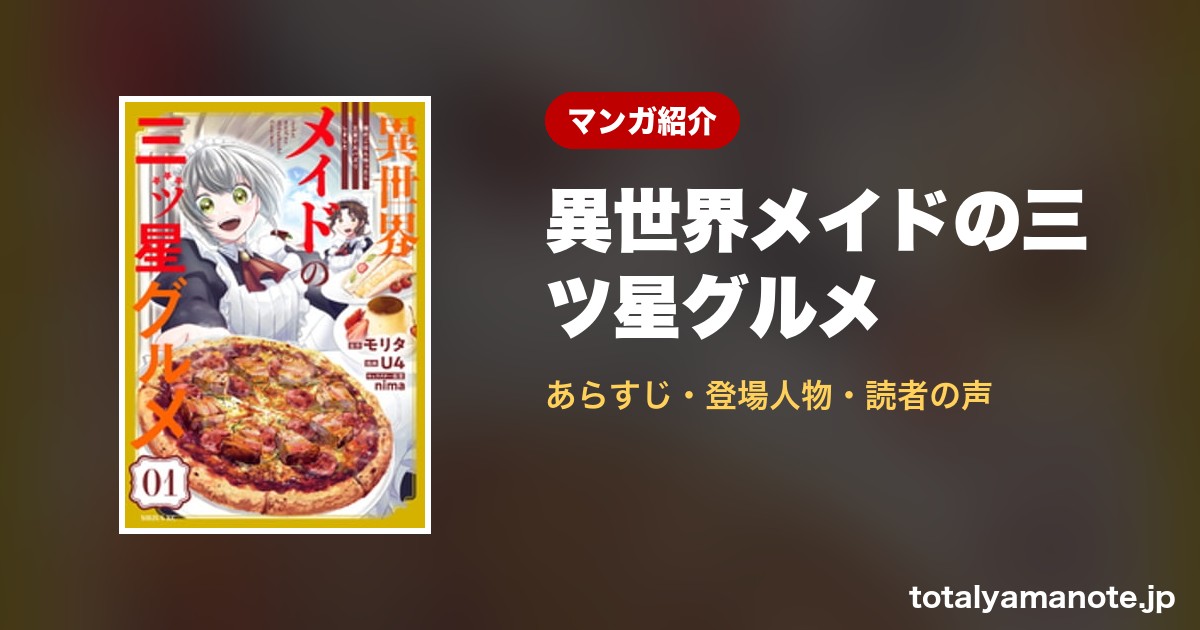 異世界
メイドの
三ツ星グルメ
モリタ
U4
nima
01
マンガ紹介
異世界メイドの三
ツ星グルメ
あらすじ・登場人物・読者の声
totalyamanote.jp